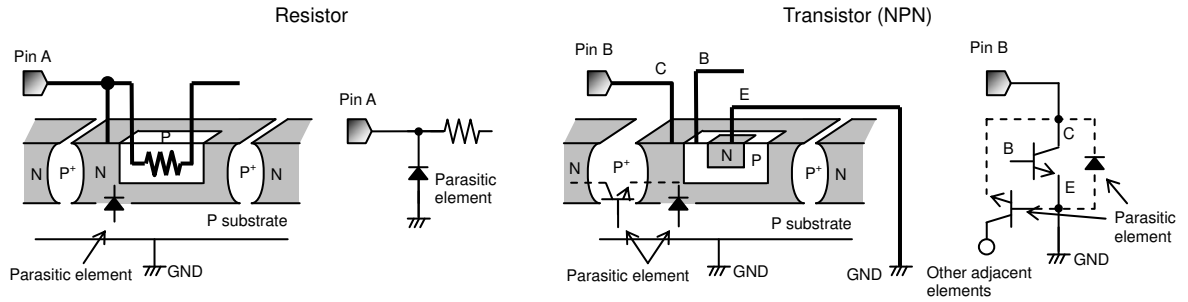 Resistor
Transistor (NPN)
Pin A
P
N
P+
N
P+
N
P substrate
Parasitic element
GND
Pin A
Parasitic
element
Pin B
C
B
E
N
P+
N
N
P
P+
N
P substrate
Parasitic element
GND
GND
Pin B
C
B
E
Parasitic
element
GND
Other adjacent
elements